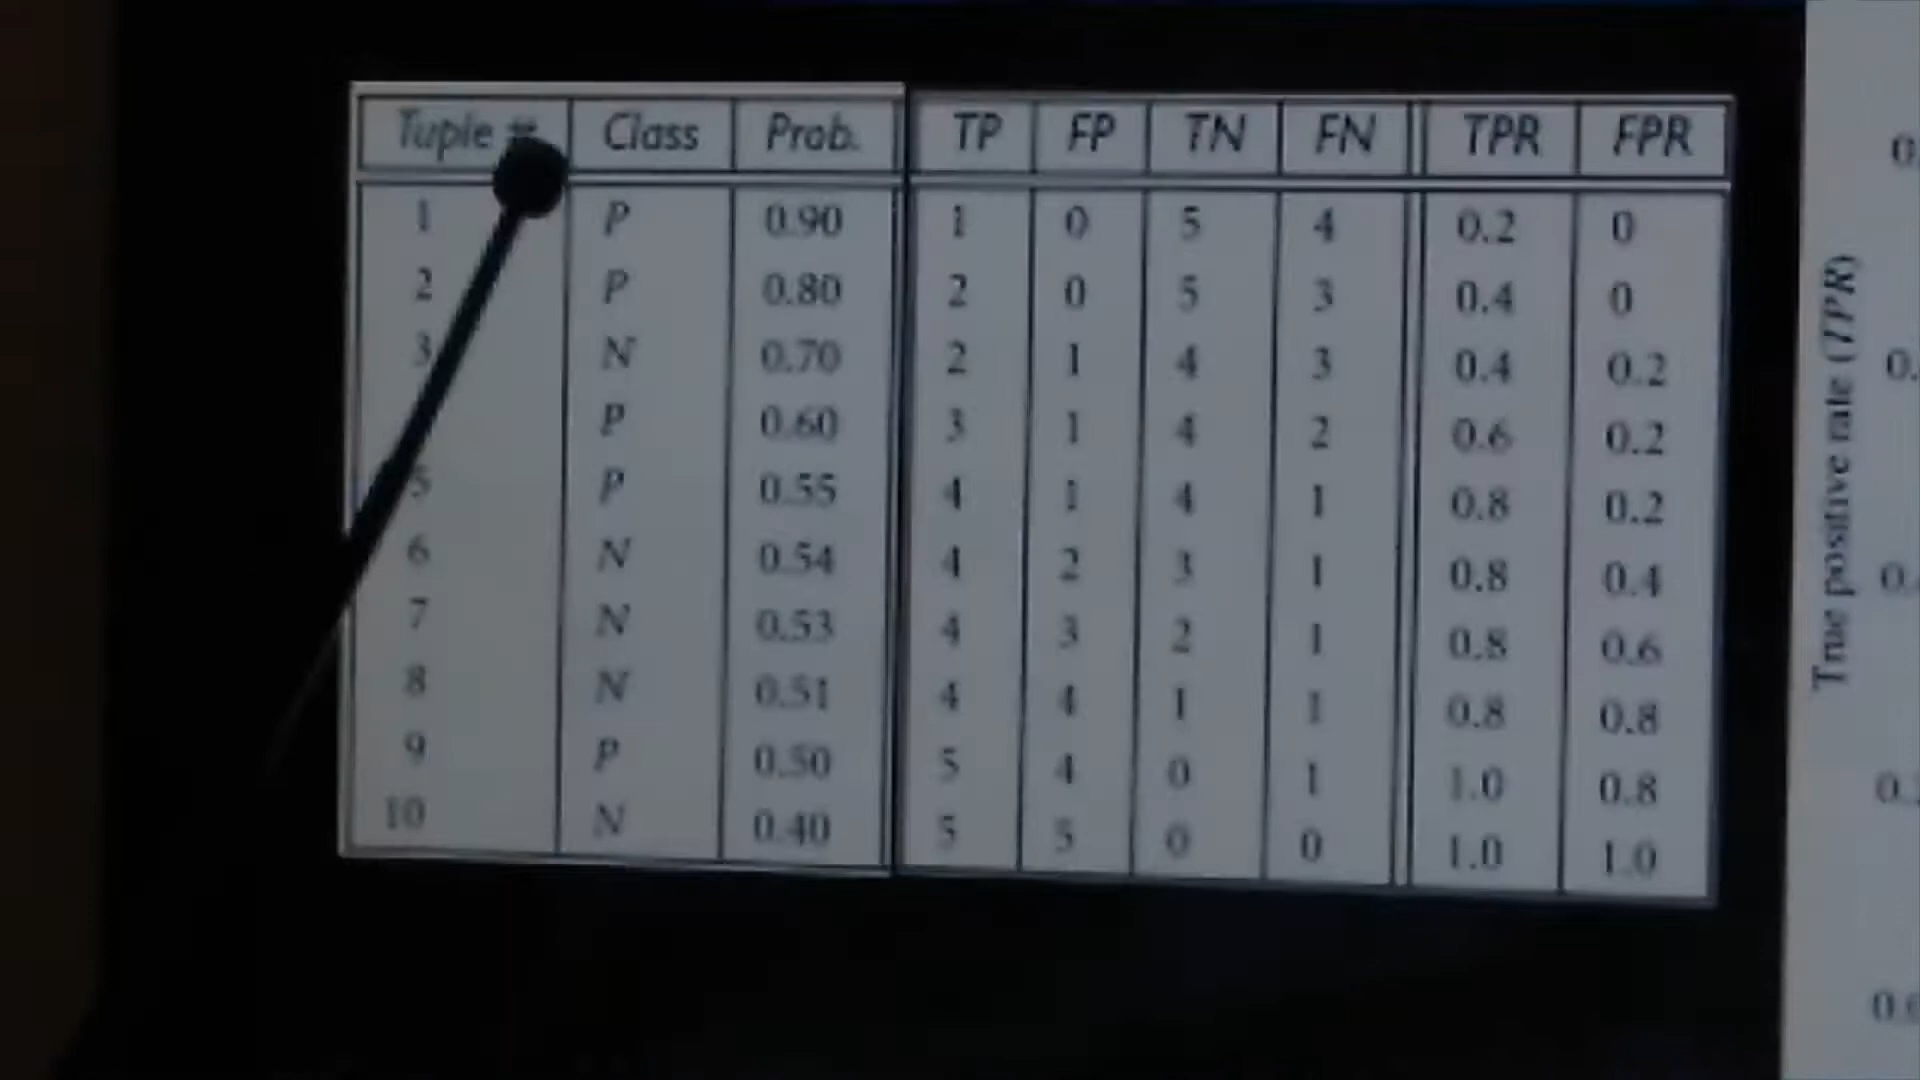 Tuple # Class Prob. TP FP TN FN TPR FPR
1 P 0.90 1 0 5 4 0.2 0
2 P 0.80 2 0 5 3 0.4 0
3 N 0.70 2 1 4 3 0.4 0.2
P 0.60 3 1 4 2 0.6 0.2
5 P 0.55 4 1 4 1 0.8 0.2
6 N 0.54 4 2 3 1 0.8 0.4
7 N 0.53 4 3 2 1 0.8 0.6
8 N 0.51 4 4 1 1 0.8 0.8
9 P 0.50 5 4 0 1 1.0 0.8
10 N 0.40 5 5 0 0 1.0 1.0
True positive rate (TPR)